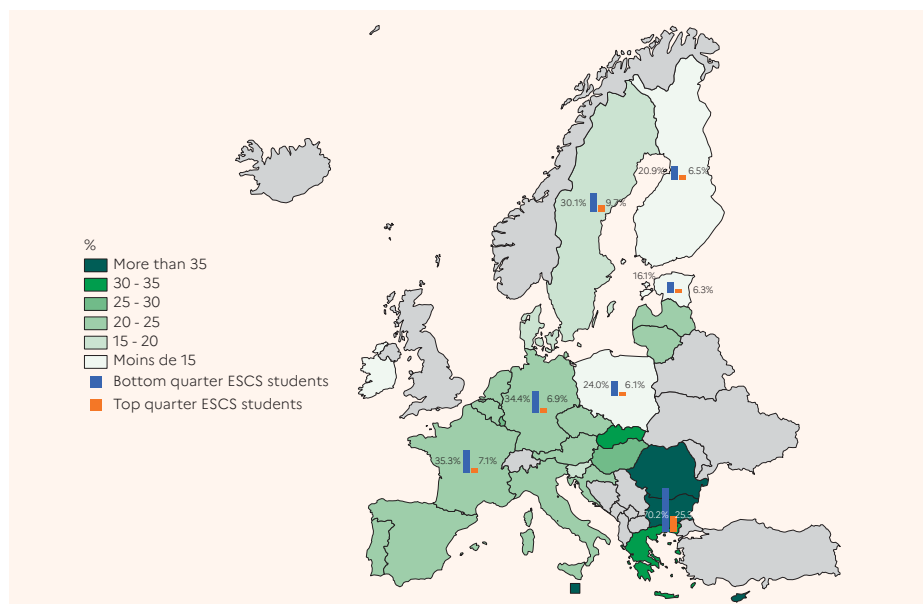 20.9% 6.5%
30.1% 9.7%
%
More than 35
16.1%
30 - 35
6.3%
25 - 30
20 - 25
15 - 20
Moins de 15
Bottom quarter ESCS students
24.0% 6.1%
Top quarter ESCS students
34.4% 6.9%
35.3% 7.1%
70.2%